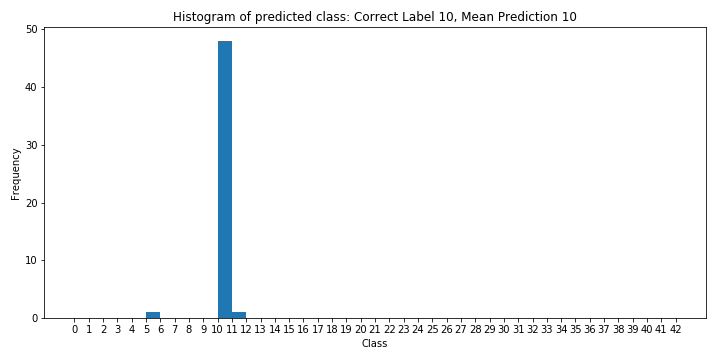 Histogram of predicted class: Correct Label 10, Mean Prediction 10
Frequency
50
40
30
20
10
0
0 1 2 3 4 5 6 7 8 9 10 11 12 13 14 15 16 17 18 19 20 21 22 23 24 25 26 27 28 29 30 31 32 33 34 35 36 37 38 39 40 41 42
Class